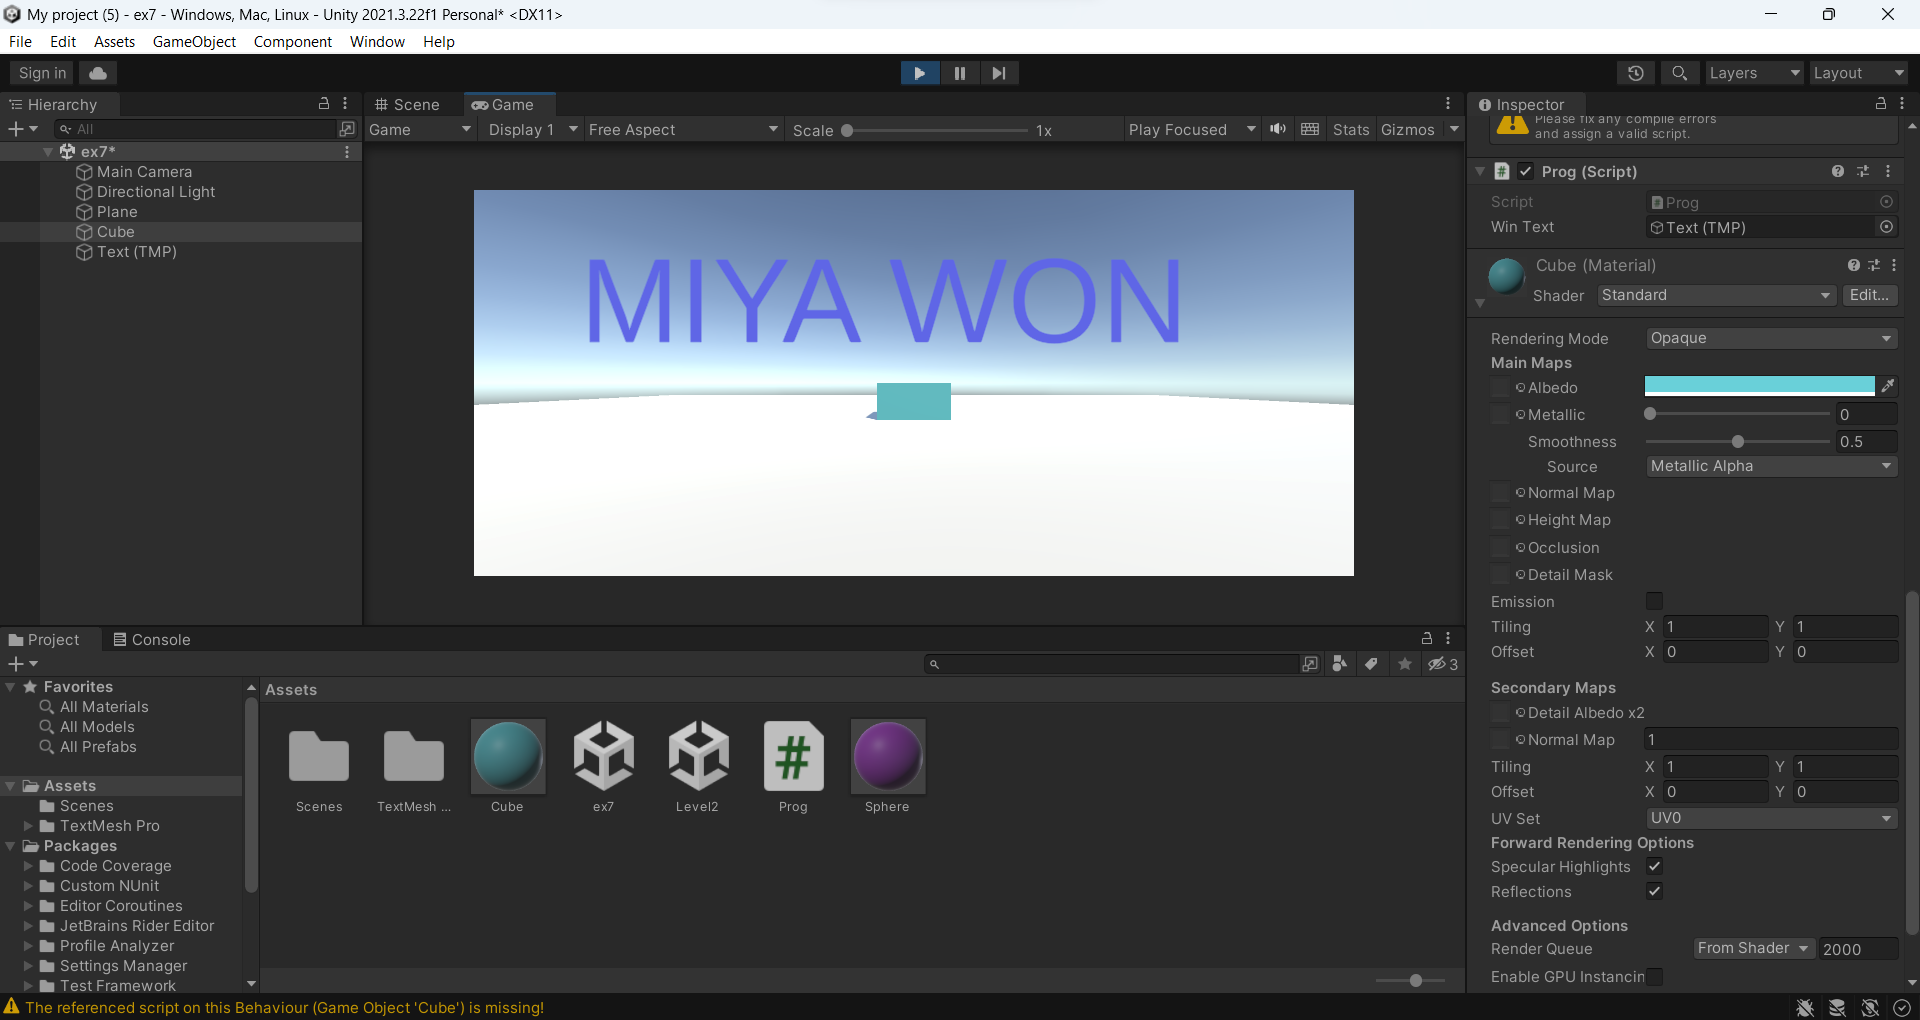 My project (5) - ex7 - Windows, Mac, Linux - Unity 2021.3.22f1 Personal* <DX11>
File Edit Assets GameObject Component Window Help
Sign in
Layers Layout
Hierarchy
All
ex7*
Main Camera
Directional Light
Plane
Cube
Text (TMP)
Scene Game
Game Display 1 Free Aspect Scale 1x Play Focused Stats Gizmos
MIYA WON
Inspector
Please fix any compile errors
and assign a valid script.
# Prog (Script)
Script # Prog
Win Text Text (TMP)
Cube (Material)
Shader Standard Edit...
Rendering Mode Opaque
Main Maps
Albedo
Metallic 0
Smoothness 0.5
Source Metallic Alpha
Normal Map
Height Map
Occlusion
Detail Mask
Emission
Tiling X 1 Y 1
Offset X 0 Y 0
Secondary Maps
Detail Albedo x2
Normal Map 1
Tiling X 1 Y 1
Offset X 0 Y 0
UV Set UV0
Forward Rendering Options
Specular Highlights
Reflections
Advanced Options
Render Queue From Shader 2000
Enable GPU Instancin
Project Console
3
Favorites
All Materials
All Models
All Prefabs
Assets
Scenes
TextMesh Pro
Packages
Code Coverage
Custom NUnit
Editor Coroutines
JetBrains Rider Editor
Profile Analyzer
Settings Manager
Test Framework
Assets
#
Scenes TextMesh ... Cube ex7 Level2 Prog Sphere
The referenced script on this Behaviour (Game Object 'Cube') is missing!